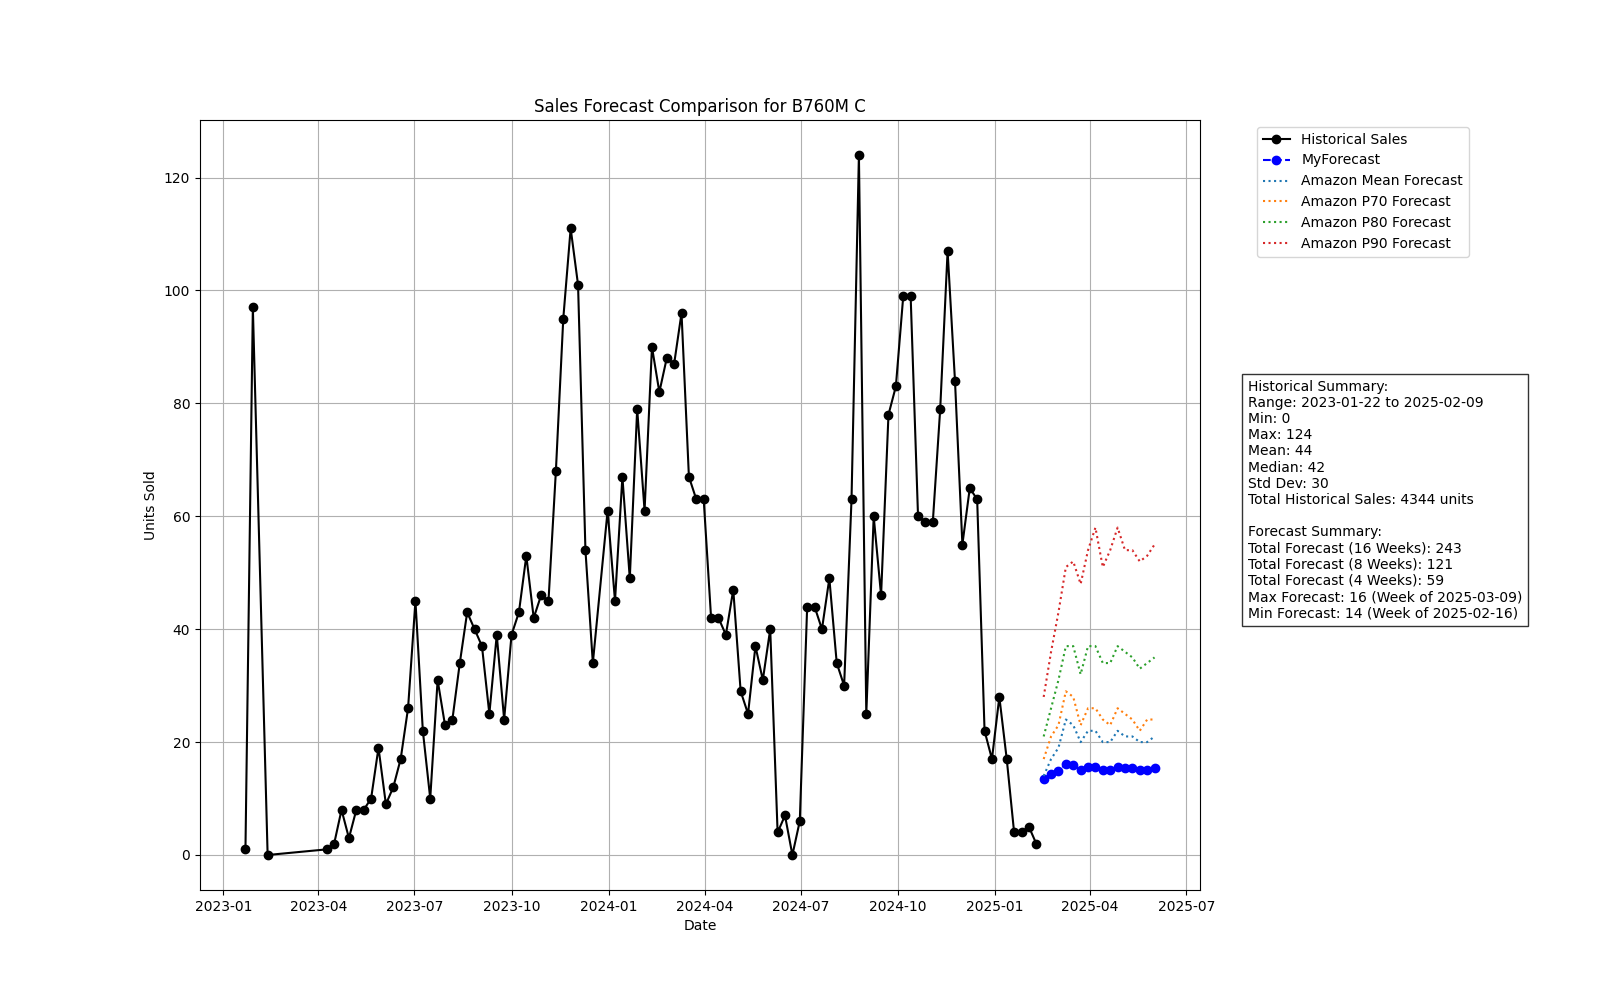 Sales Forecast Comparison for B760M C
Historical Sales
MyForecast
Amazon Mean Forecast
Amazon P70 Forecast
Amazon P80 Forecast
Amazon P90 Forecast
Units Sold
120
100
80
60
40
20
0
2023-01 2023-04 2023-07 2023-10 2024-01 2024-04 2024-07 2024-10 2025-01 2025-04 2025-07
Date
Historical Summary:
Range: 2023-01-22 to 2025-02-09
Min: 0
Max: 124
Mean: 44
Median: 42
Std Dev: 30
Total Historical Sales: 4344 units
Forecast Summary:
Total Forecast (16 Weeks): 243
Total Forecast (8 Weeks): 121
Total Forecast (4 Weeks): 59
Max Forecast: 16 (Week of 2025-03-09)
Min Forecast: 14 (Week of 2025-02-16)